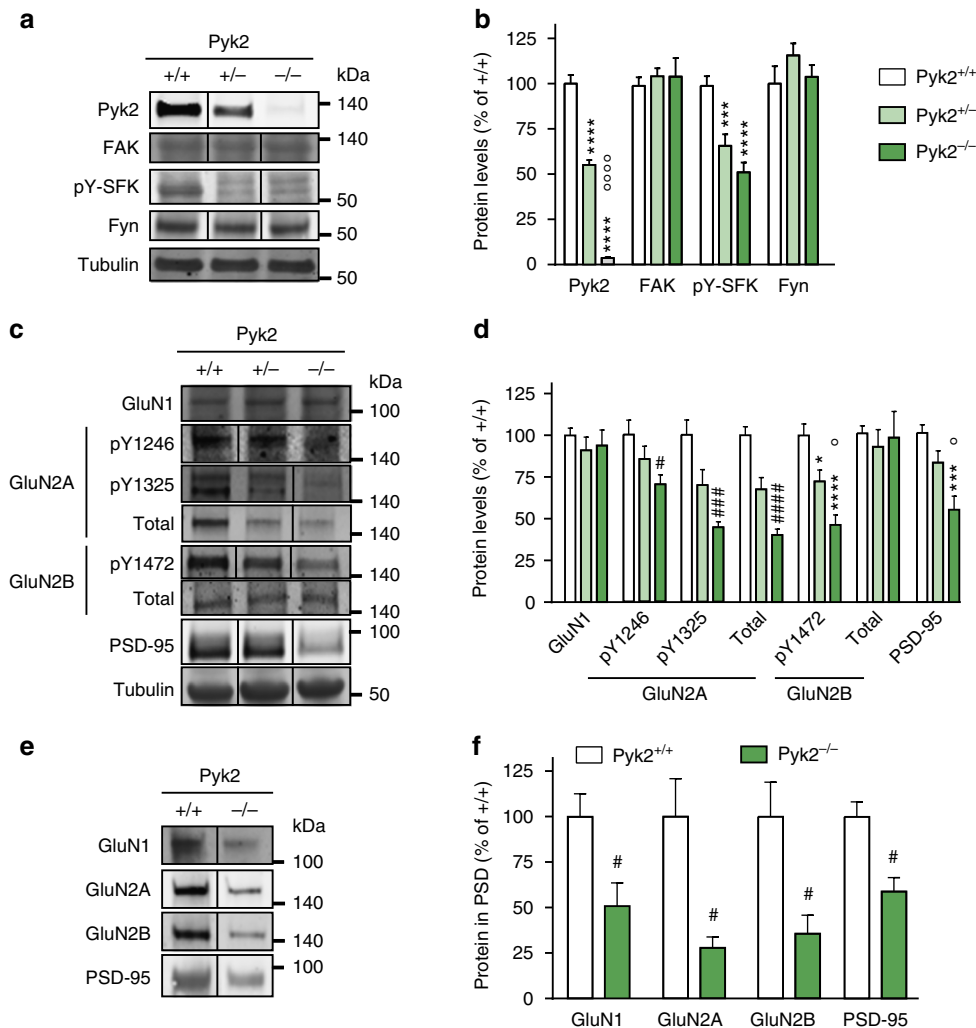 a
Pyk2
+/+ +/– –/–
kDa
Pyk2
140
FAK
140
pY-SFK
50
Fyn
50
Tubulin
50
b
Protein levels (% of +/+)
125
100
75
50
25
0
****
°°°°
****
***
****
Pyk2 FAK pY-SFK Fyn
Pyk2+/+
Pyk2+/–
Pyk2–/–
c
Pyk2
+/+ +/– –/–
kDa
GluN1
100
GluN2A
pY1246
140
pY1325
140
Total
140
GluN2B
pY1472
140
Total
140
PSD-95
100
Tubulin
50
d
Protein levels (% of +/+)
125
100
75
50
25
0
#
###
####
*
°
****
°
***
GluN1 pY1246 pY1325 Total pY1472 Total PSD-95
GluN2A GluN2B
e
Pyk2
+/+ –/–
kDa
GluN1
100
GluN2A
140
GluN2B
140
PSD-95
100
f
Pyk2+/+ Pyk2–/–
Protein in PSD (% of +/+)
125
100
75
50
25
0
# # # #
GluN1 GluN2A GluN2B PSD-95